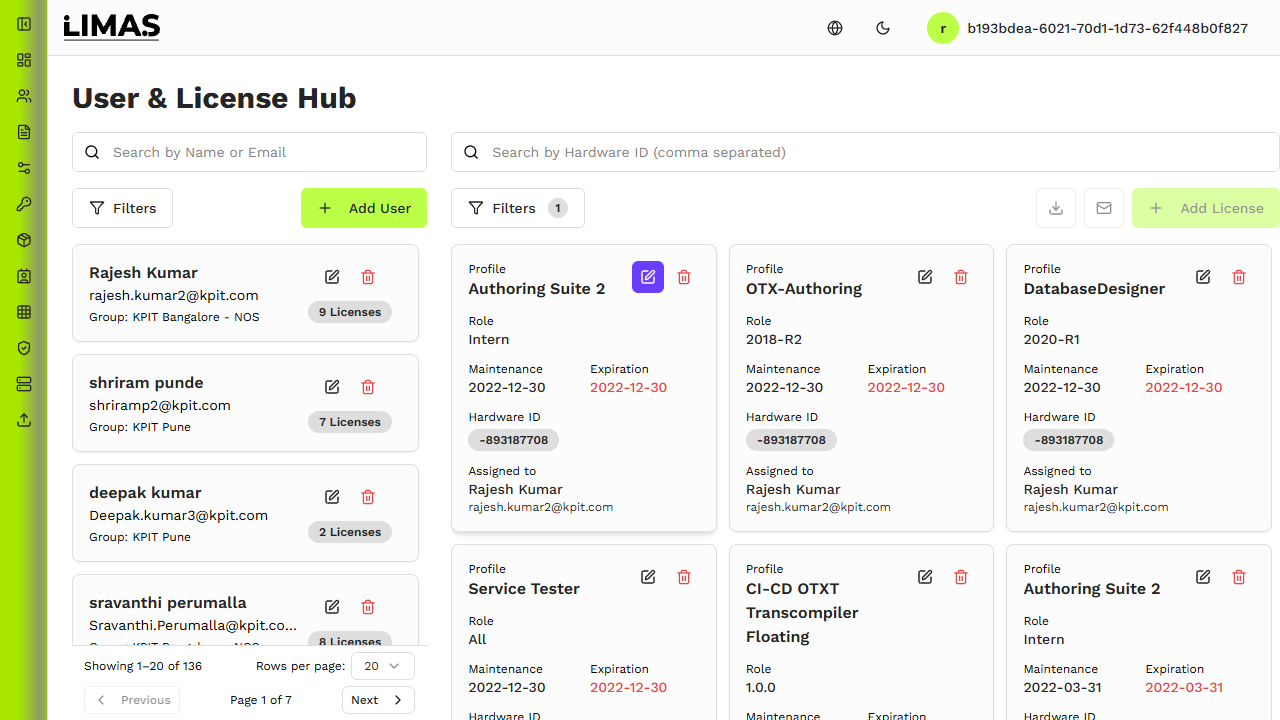 LIMAS
r
b193bdea-6021-70d1-1d73-62f448b0f827
User & License Hub
Search by Name or Email
Filters
Add User
Rajesh Kumar
rajesh.kumar2@kpit.com
Group: KPIT Bangalore - NOS
9 Licenses
shriram punde
shriramp2@kpit.com
Group: KPIT Pune
7 Licenses
deepak kumar
Deepak.kumar3@kpit.com
Group: KPIT Pune
2 Licenses
sravanthi perumalla
Sravanthi.Perumalla@kpit.co...
8 Licenses
Showing 1–20 of 136
Rows per page:
20
Previous
Page 1 of 7
Next
Search by Hardware ID (comma separated)
Filters 1
Add License
Profile
Authoring Suite 2
Role
Intern
Maintenance Expiration
2022-12-30 2022-12-30
Hardware ID
-893187708
Assigned to
Rajesh Kumar
rajesh.kumar2@kpit.com
Profile
OTX-Authoring
Role
2018-R2
Maintenance Expiration
2022-12-30 2022-12-30
Hardware ID
-893187708
Assigned to
Rajesh Kumar
rajesh.kumar2@kpit.com
Profile
DatabaseDesigner
Role
2020-R1
Maintenance Expiration
2022-12-30 2022-12-30
Hardware ID
-893187708
Assigned to
Rajesh Kumar
rajesh.kumar2@kpit.com
Profile
Service Tester
Role
All
Maintenance Expiration
2022-12-30 2022-12-30
Hardware ID
Profile
CI-CD OTXT
Transcompiler
Floating
Role
1.0.0
Maintenance Expiration
Profile
Authoring Suite 2
Role
Intern
Maintenance Expiration
2022-03-31 2022-03-31
Hardware ID